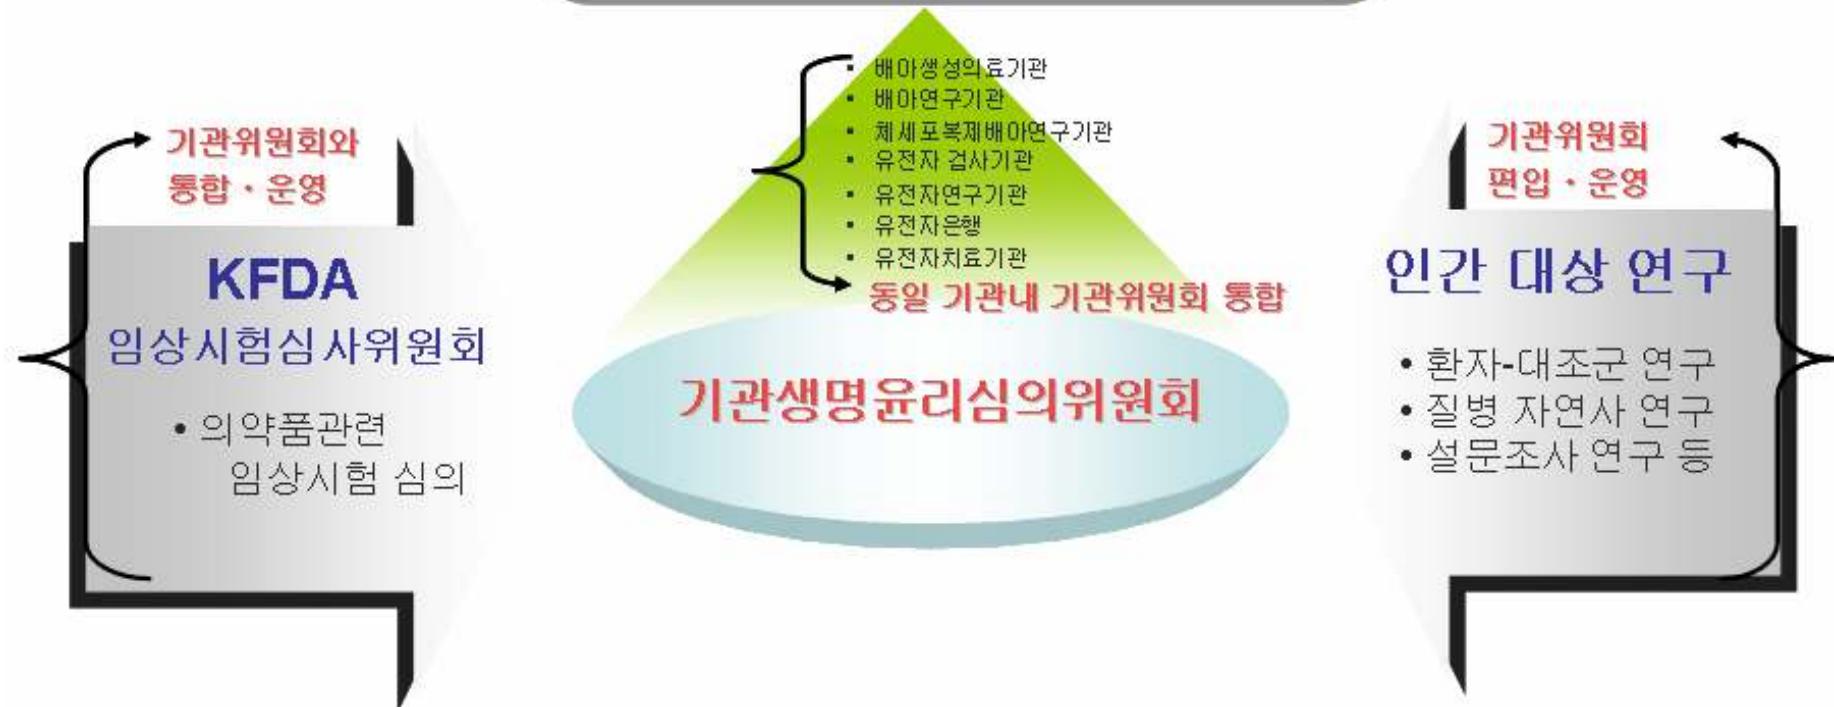 기관위원회와
통합 · 운영
KFDA
임상시험심사위원회
• 의약품관련
임상시험 심의
▪ 배아생성의료기관
▪ 배아연구기관
▪ 체세포복제배아연구기관
▪ 유전자 검사기관
▪ 유전자연구기관
▪ 유전자은행
▪ 유전자치료기관
동일 기관내 기관위원회 통합
기관생명윤리심의위원회
기관위원회
편입 · 운영
인간 대상 연구
• 환자-대조군 연구
• 질병 자연사 연구
• 설문조사 연구 등